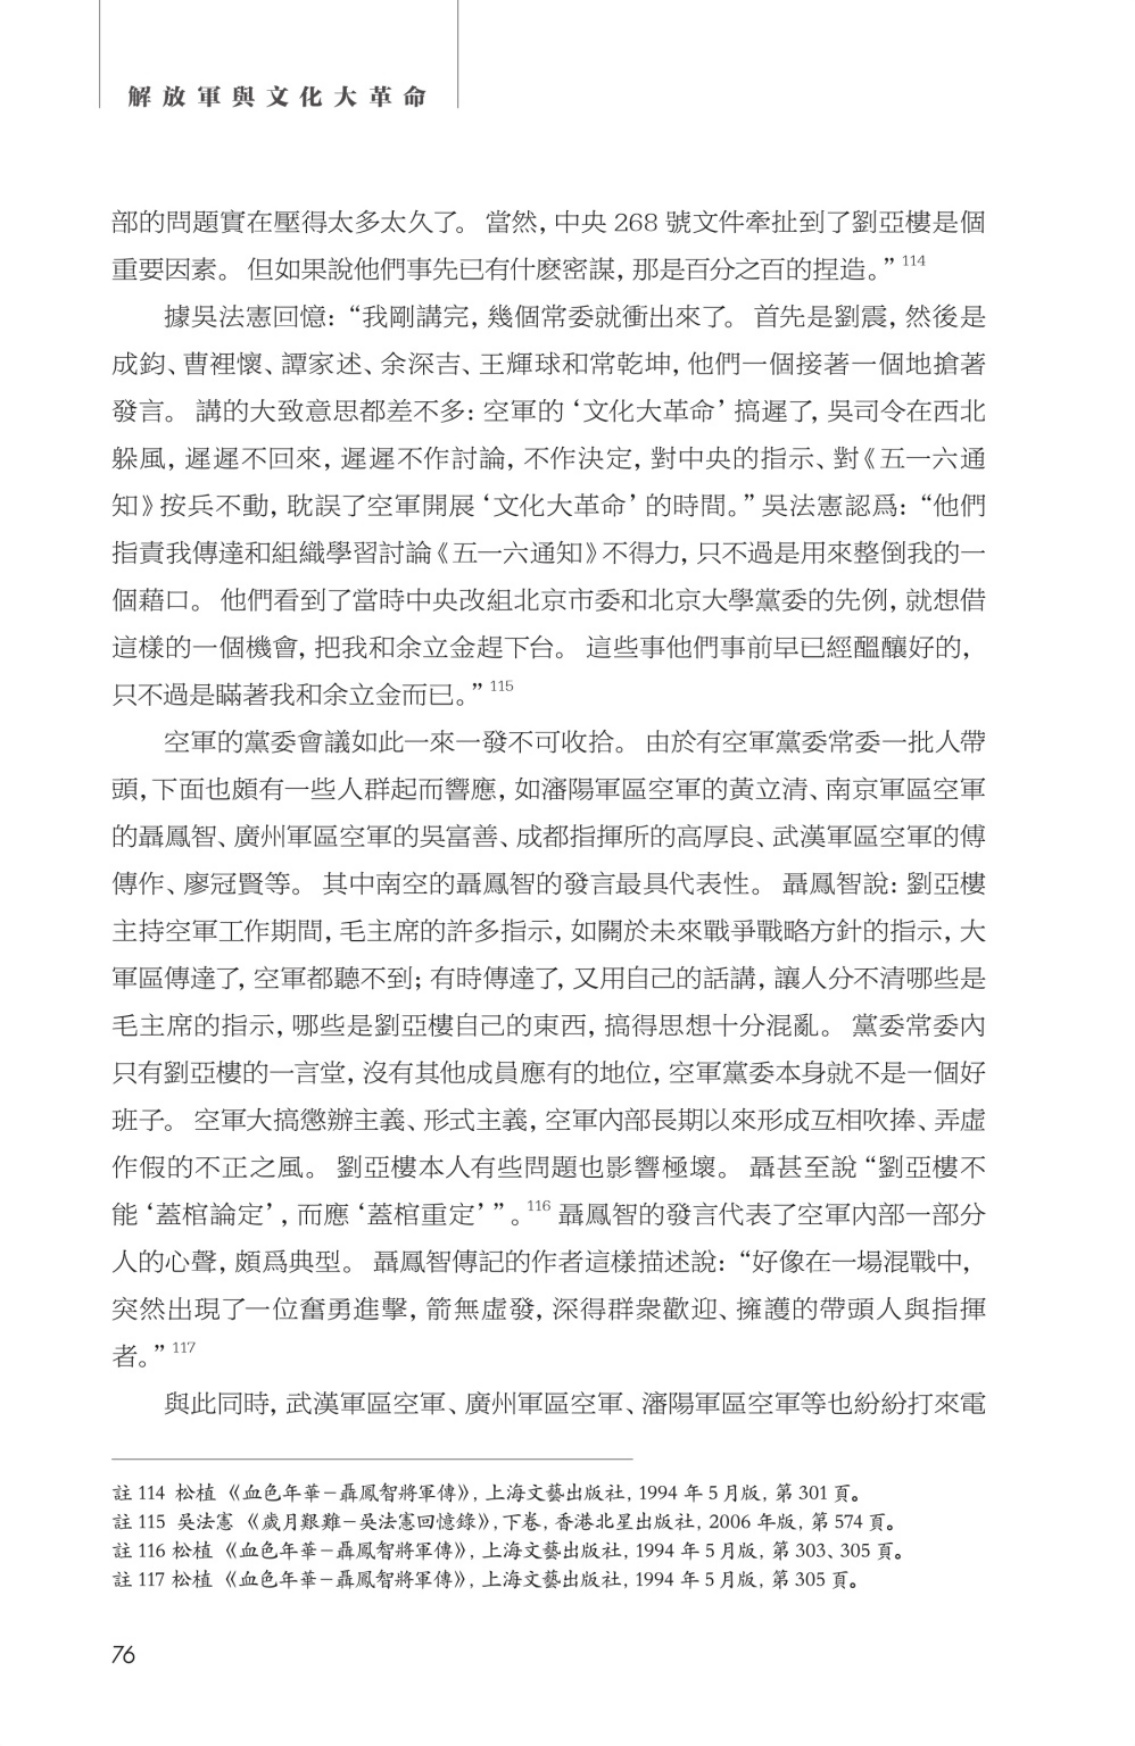 解放軍與文化大革命
部的問題實在壓得太多太久了。當然，中央 268 號文件牽扯到了劉亞樓是個
重要因素。但如果說他們事先已有什麼密謀，那是百分之百的捏造。” 114
據吳法憲回憶：“我剛講完，幾個常委就衝出來了。首先是劉震，然後是
成鈞、曹裡懷、譚家述、余深吉、王輝球和常乾坤，他們一個接著一個地搶著
發言。講的大致意思都差不多：空軍的‘文化大革命’搞遲了，吳司令在西北
躲風，遲遲不回來，遲遲不作討論，不作決定，對中央的指示、對《五一六通
知》按兵不動，耽誤了空軍開展‘文化大革命’的時間。”吳法憲認爲：“他們
指責我傳達和組織學習討論《五一六通知》不得力，只不過是用來整倒我的一
個藉口。他們看到了當時中央改組北京市委和北京大學黨委的先例，就想借
這樣的一個機會，把我和余立金趕下台。這些事他們事前早已經醞釀好的，
只不過是瞞著我和余立金而已。” 115
空軍的黨委會議如此一來一發不可收拾。由於有空軍黨委常委一批人帶
頭，下面也頗有一些人群起而響應，如瀋陽軍區空軍的黃立清、南京軍區空軍
的聶鳳智、廣州軍區空軍的吳富善、成都指揮所的高厚良、武漢軍區空軍的傅
傳作、廖冠賢等。其中南空的聶鳳智的發言最具代表性。聶鳳智說：劉亞樓
主持空軍工作期間，毛主席的許多指示，如關於未來戰爭戰略方針的指示，大
軍區傳達了，空軍都聽不到；有時傳達了，又用自己的話講，讓人分不清哪些是
毛主席的指示，哪些是劉亞樓自己的東西，搞得思想十分混亂。黨委常委內
只有劉亞樓的一言堂，沒有其他成員應有的地位，空軍黨委本身就不是一個好
班子。空軍大搞懲辦主義、形式主義，空軍內部長期以來形成互相吹捧、弄虛
作假的不正之風。劉亞樓本人有些問題也影響極壞。聶甚至說“劉亞樓不
能‘蓋棺論定’，而應‘蓋棺重定’”。116 聶鳳智的發言代表了空軍內部一部分
人的心聲，頗爲典型。聶鳳智傳記的作者這樣描述說：“好像在一場混戰中，
突然出現了一位奮勇進擊，箭無虛發，深得群衆歡迎、擁護的帶頭人與指揮
者。” 117
與此同時，武漢軍區空軍、廣州軍區空軍、瀋陽軍區空軍等也紛紛打來電
註 114 松植《血色年華－聶鳳智將軍傳》，上海文藝出版社，1994 年 5 月版，第 301 頁。
註 115 吳法憲《歲月艱難－吳法憲回憶錄》，下卷，香港北星出版社，2006 年版，第 574 頁。
註 116 松植《血色年華－聶鳳智將軍傳》，上海文藝出版社，1994 年 5 月版，第 303、305 頁。
註 117 松植《血色年華－聶鳳智將軍傳》，上海文藝出版社，1994 年 5 月版，第 305 頁。
76